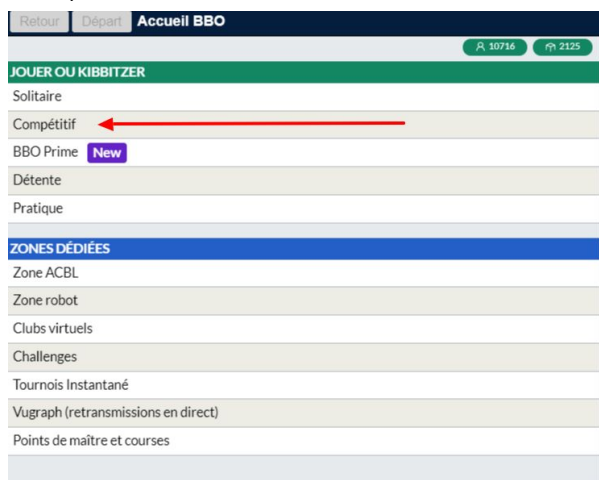 Retour Départ Accueil BBO
10716 2125
JOUER OU KIBBITZER
Solitaire
Compétitif
BBO Prime New
Détente
Pratique
ZONES DÉDIÉES
Zone ACBL
Zone robot
Clubs virtuels
Challenges
Tournois Instantané
Vugraph (retransmissions en direct)
Points de maître et courses